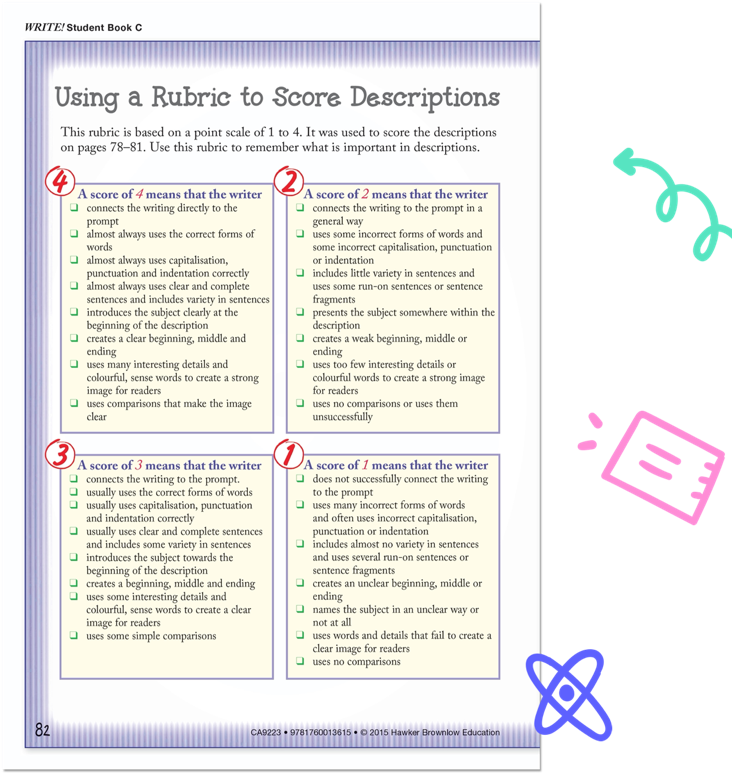 WRITE! Student Book C
Using a Rubric to Score Descriptions
This rubric is based on a point scale of 1 to 4. It was used to score the descriptions
on pages 78–81. Use this rubric to remember what is important in descriptions.
4
A score of 4 means that the writer
❑ connects the writing directly to the
prompt
❑ almost always uses the correct forms of
words
❑ almost always uses capitalisation,
punctuation and indentation correctly
❑ almost always uses clear and complete
sentences and includes variety in sentences
❑ introduces the subject clearly at the
beginning of the description
❑ creates a clear beginning, middle and
ending
❑ uses many interesting details and
colourful, sense words to create a strong
image for readers
❑ uses comparisons that make the image
clear
2
A score of 2 means that the writer
❑ connects the writing to the prompt in a
general way
❑ uses some incorrect forms of words and
some incorrect capitalisation, punctuation
or indentation
❑ includes little variety in sentences and
uses some run-on sentences or sentence
fragments
❑ presents the subject somewhere within the
description
❑ creates a weak beginning, middle or
ending
❑ uses too few interesting details or
colourful words to create a strong image
for readers
❑ uses no comparisons or uses them
unsuccessfully
3
A score of 3 means that the writer
❑ connects the writing to the prompt.
❑ usually uses the correct forms of words
❑ usually uses capitalisation, punctuation
and indentation correctly
❑ usually uses clear and complete sentences
and includes some variety in sentences
❑ introduces the subject towards the
beginning of the description
❑ creates a beginning, middle and ending
❑ uses some interesting details and
colourful, sense words to create a clear
image for readers
❑ uses some simple comparisons
1
A score of 1 means that the writer
❑ does not successfully connect the writing
to the prompt
❑ uses many incorrect forms of words
and often uses incorrect capitalisation,
punctuation or indentation
❑ includes almost no variety in sentences
and uses several run-on sentences or
sentence fragments
❑ creates an unclear beginning, middle or
ending
❑ names the subject in an unclear way or
not at all
❑ uses words and details that fail to create a
clear image for readers
❑ uses no comparisons
82
CA9223 • 9781760013615 • © 2015 Hawker Brownlow Education